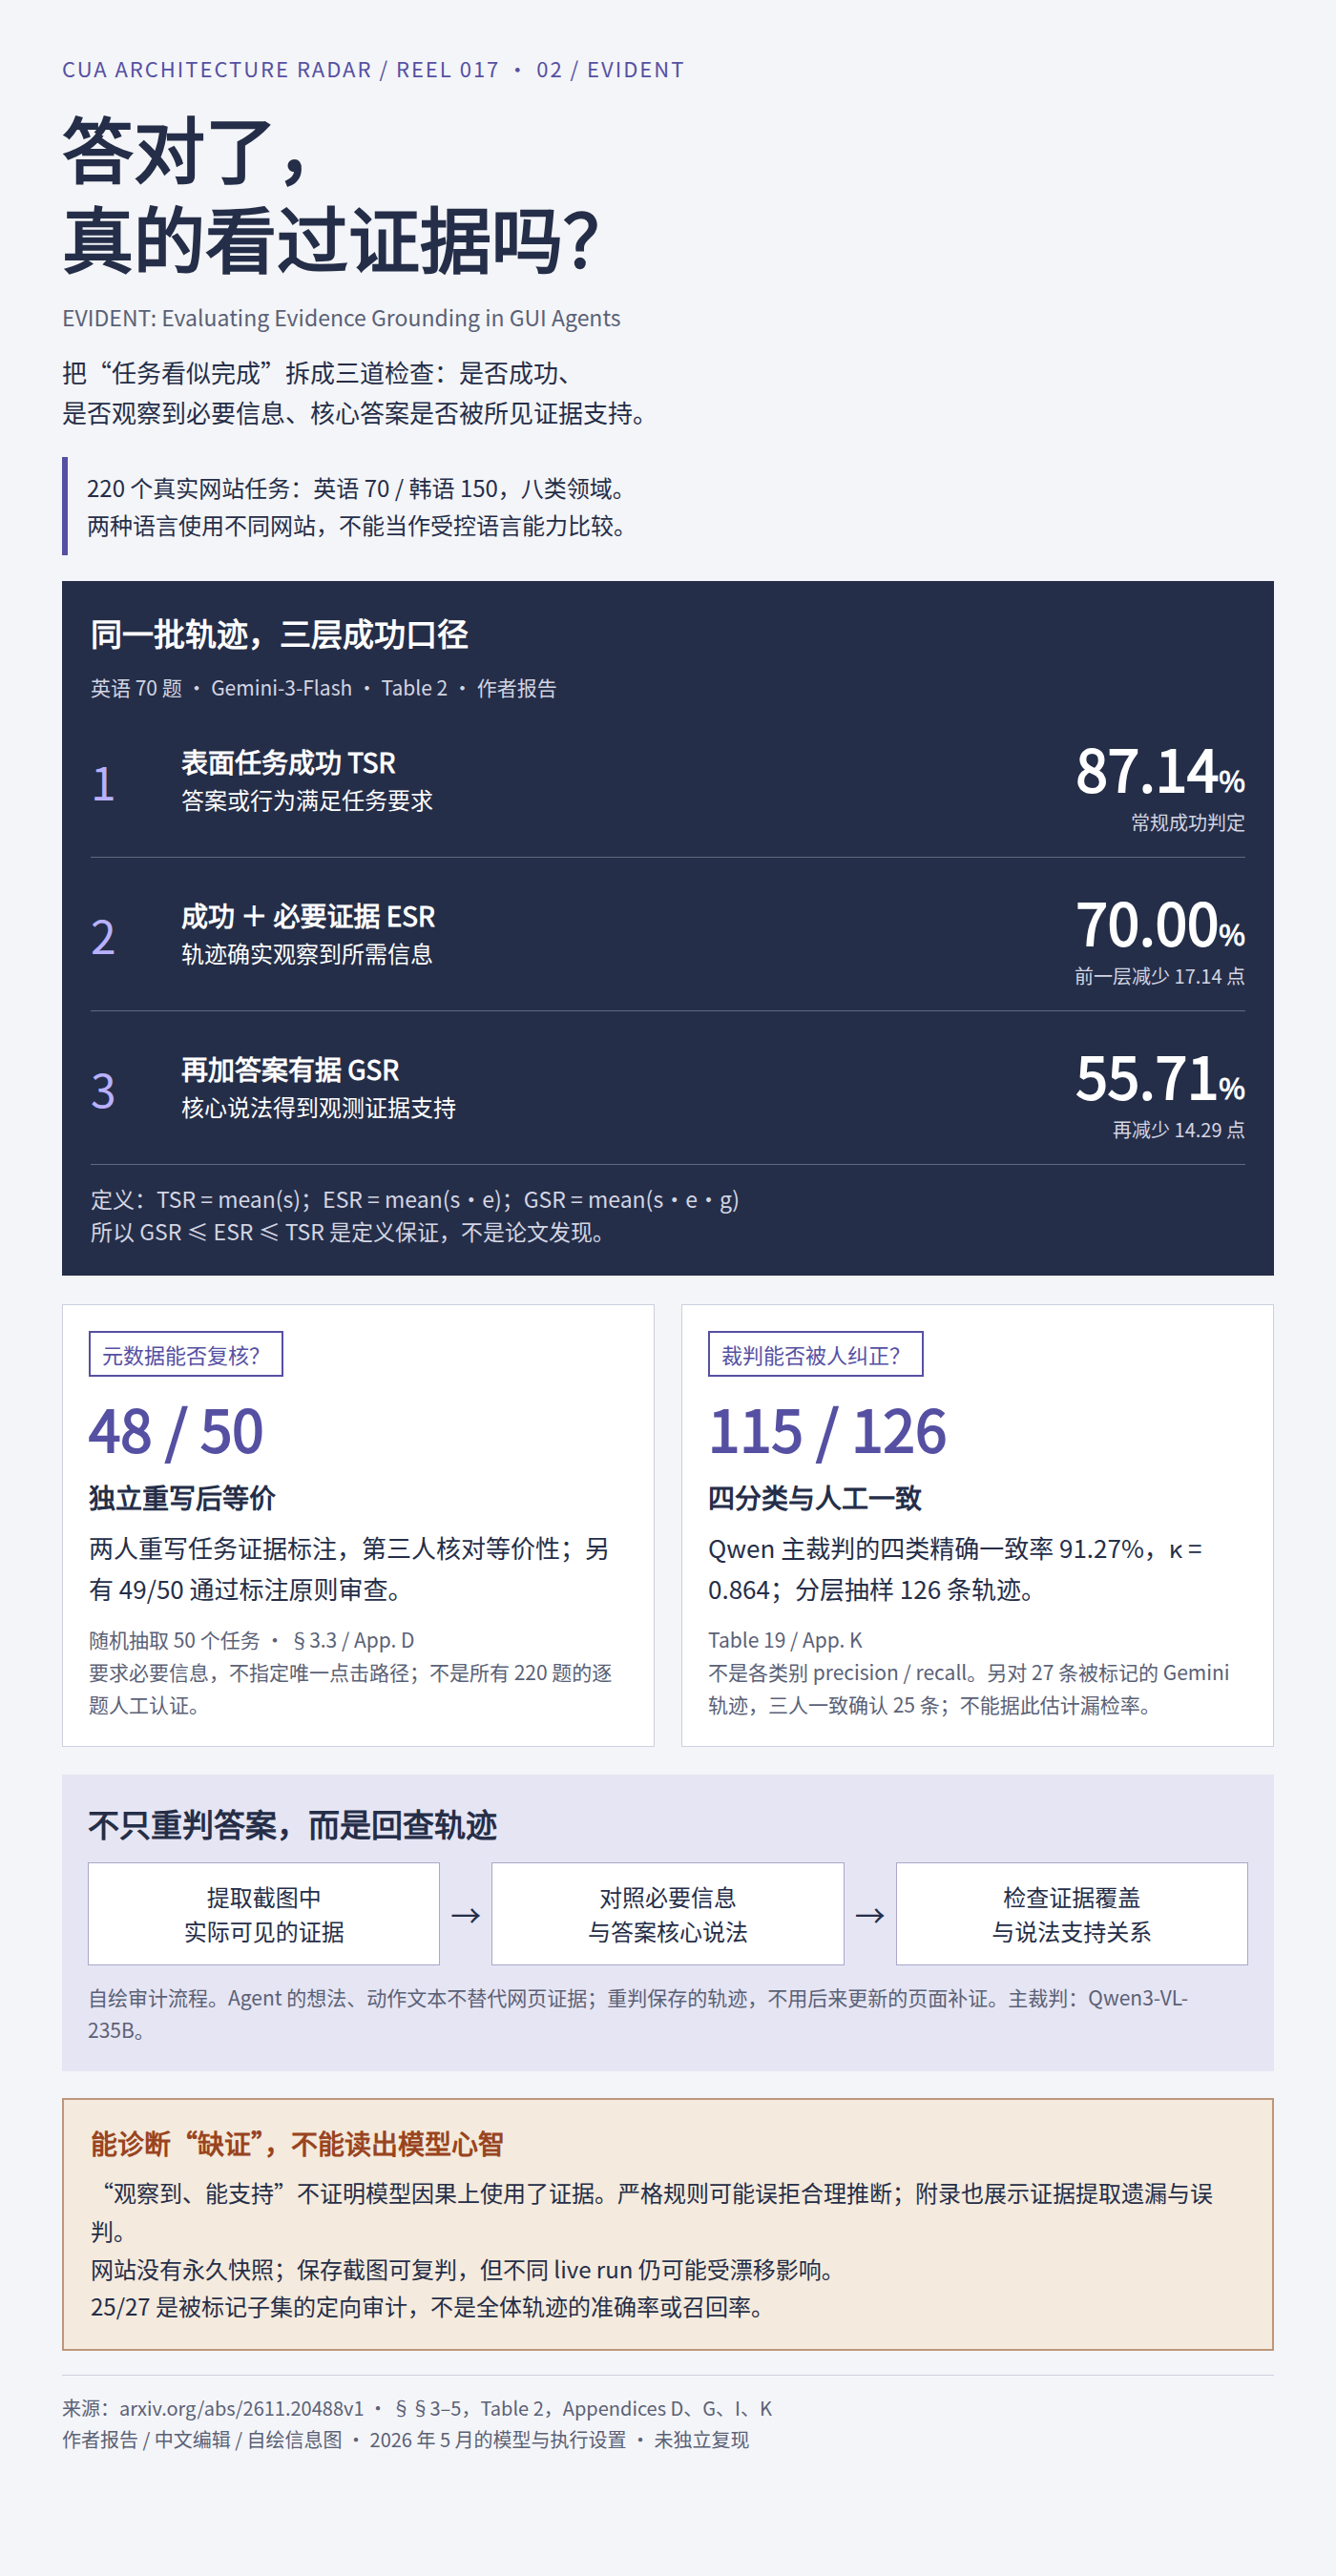 CUA ARCHITECTURE RADAR / REEL 017 · 02 / EVIDENT
答对了，
真的看过证据吗？
EVIDENT: Evaluating Evidence Grounding in GUI Agents
把“任务看似完成”拆成三道检查：是否成功、
是否观察到必要信息、核心答案是否被所见证据支持。
220 个真实网站任务：英语 70 / 韩语 150，八类领域。
两种语言使用不同网站，不能当作受控语言能力比较。
同一批轨迹，三层成功口径
英语 70 题 · Gemini-3-Flash · Table 2 · 作者报告
1
表面任务成功 TSR
答案或行为满足任务要求
87.14%
常规成功判定
2
成功 ＋ 必要证据 ESR
轨迹确实观察到所需信息
70.00%
前一层减少 17.14 点
3
再加答案有据 GSR
核心说法得到观测证据支持
55.71%
再减少 14.29 点
定义：TSR = mean(s)；ESR = mean(s · e)；GSR = mean(s · e · g)
所以 GSR ≤ ESR ≤ TSR 是定义保证，不是论文发现。
元数据能否复核？
48 / 50
独立重写后等价
两人重写任务证据标注，第三人核对等价性；另
有 49/50 通过标注原则审查。
随机抽取 50 个任务 · §3.3 / App. D
要求必要信息，不指定唯一点击路径；不是所有 220 题的逐
题人工认证。
裁判能否被人纠正？
115 / 126
四分类与人工一致
Qwen 主裁判的四类精确一致率 91.27%，κ =
0.864；分层抽样 126 条轨迹。
Table 19 / App. K
不是各类别 precision / recall。另对 27 条被标记的 Gemini
轨迹，三人一致确认 25 条；不能据此估计漏检率。
不只重判答案，而是回查轨迹
提取截图中
实际可见的证据
→
对照必要信息
与答案核心说法
→
检查证据覆盖
与说法支持关系
自绘审计流程。Agent 的想法、动作文本不替代网页证据；重判保存的轨迹，不用后来更新的页面补证。主裁判：Qwen3-VL-
235B。
能诊断“缺证”，不能读出模型心智
“观察到、能支持”不证明模型因果上使用了证据。严格规则可能误拒合理推断；附录也展示证据提取遗漏与误
判。
网站没有永久快照；保存截图可复判，但不同 live run 仍可能受漂移影响。
25/27 是被标记子集的定向审计，不是全体轨迹的准确率或召回率。
来源：arxiv.org/abs/2611.20488v1 · §§3–5，Table 2，Appendices D、G、I、K
作者报告 / 中文编辑 / 自绘信息图 · 2026 年 5 月的模型与执行设置 · 未独立复现